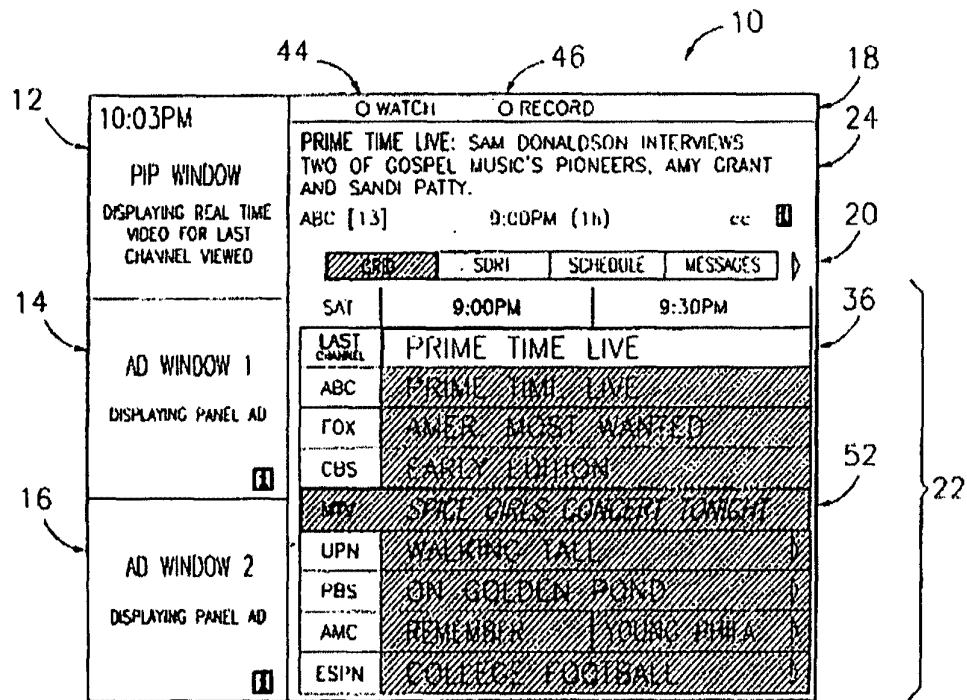 10
44
46
18
12
24
10:03PM
O WATCH O RECORD
PRIME TIME LIVE: SAM DONALDSON INTERVIEWS
TWO OF GOSPEL MUSIC'S PIONEERS, AMY GRANT
AND SANDI PATTY.
PIP WINDOW
DISPLAYING REAL TIME
VIDEO FOR LAST
CHANNEL VIEWED
ABC [13] 9:00PM (1h) cc i
20
GRID SORT SCHEDULE MESSAGES
14
SAT 9:00PM 9:30PM
36
LAST CHANNEL PRIME TIME LIVE
AD WINDOW 1
DISPLAYING PANEL AD
i
ABC PRIME TIME LIVE
FOX AMER. MOST WANTED
CBS EARLY EDITION
52
22
MTV SPICE GIRLS CONCERT TONIGHT
16
UPN WALKING TALL
PBS ON GOLDEN POND
AMC REMEMBER YOUNG PHILA
ESPN COLLEGE FOOTBALL
AD WINDOW 2
DISPLAYING PANEL AD
i